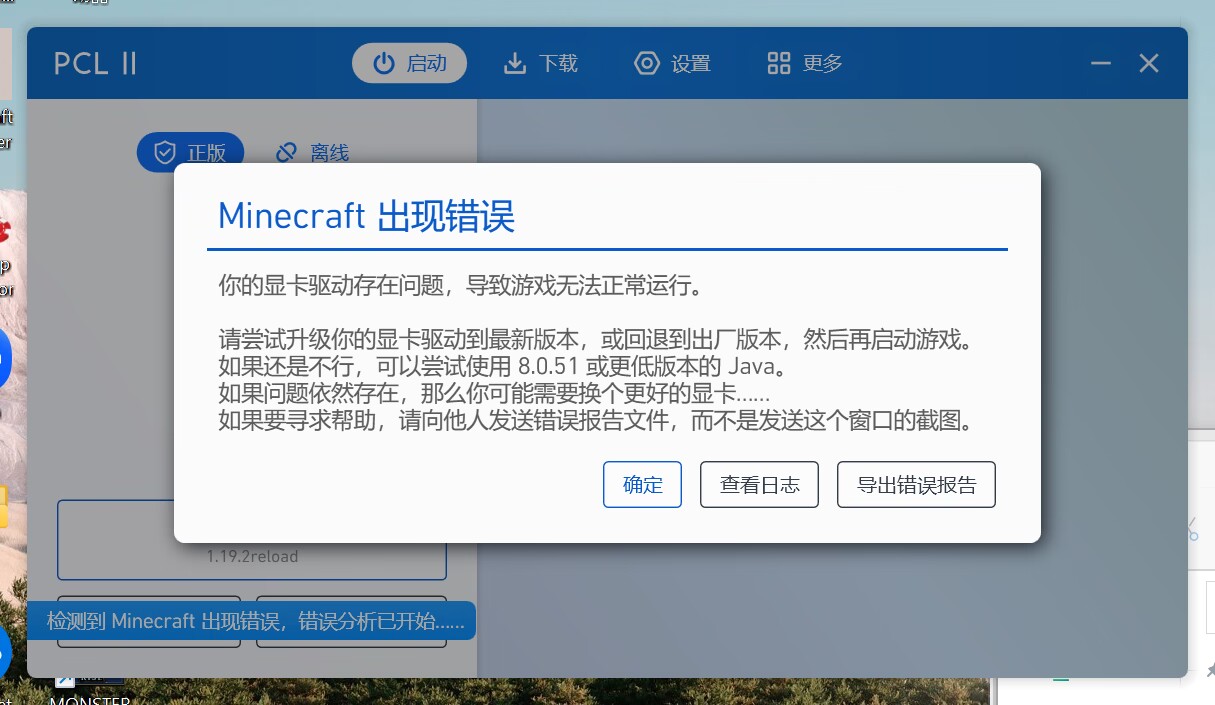 PCL II
启动
下载
设置
更多
正版
离线
Minecraft 出现错误
你的显卡驱动存在问题，导致游戏无法正常运行。
请尝试升级你的显卡驱动到最新版本，或回退到出厂版本，然后再启动游戏。
如果还是不行，可以尝试使用 8.0.51 或更低版本的 Java。
如果问题依然存在，那么你可能需要换个更好的显卡……
如果要寻求帮助，请向他人发送错误报告文件，而不是发送这个窗口的截图。
确定
查看日志
导出错误报告
1.19.2reload
检测到 Minecraft 出现错误，错误分析已开始……
MONSTER